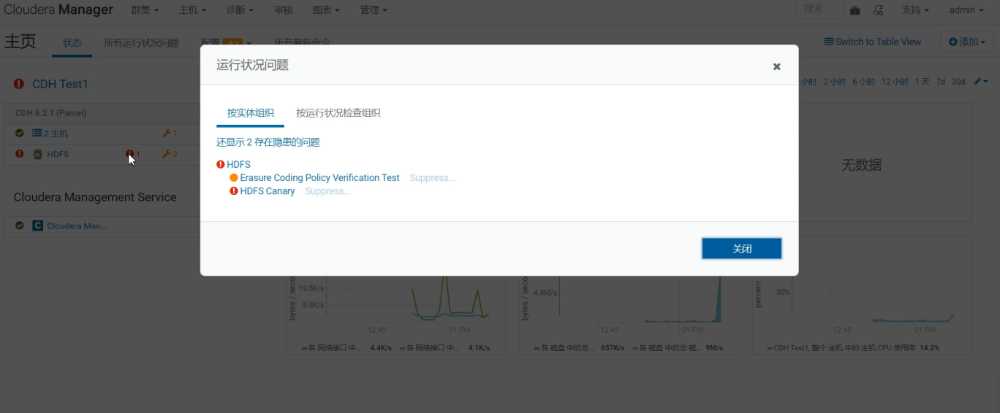 Cloudera Manager 群集 主机 诊断 审核 图表 管理 搜索 支持 admin
主页 状态 所有运行状况问题 配置 所有最新命令 Switch to Table View 添加
运行状况问题
CDH Test1
小时 2 小时 6 小时 12 小时 1 天 7d 30d
按实体组织 按运行状况检查组织
CDH 6.2.1 (Parcel)
2 主机 1
还显示 2 存在隐患的问题
HDFS 1 2
HDFS
无数据
Erasure Coding Policy Verification Test Suppress...
HDFS Canary Suppress...
Cloudera Management Service
C Cloudera Man...
关闭
bytes / seco 19.5K/s 9.8K/s
bytes / seco 4.8M/s
percent 50%
12:45 01 PM 12:45 01 PM 12:45 01 PM
各 网络接口 中... 4.4K/s 各 网络接口 中... 4.1K/s
各 磁盘 中的总 ... 657K/s 各 磁盘 中的总 磁... 9M/s
CDH Test1, 整个 主机 中的 主机 CPU 使用率 14.2%